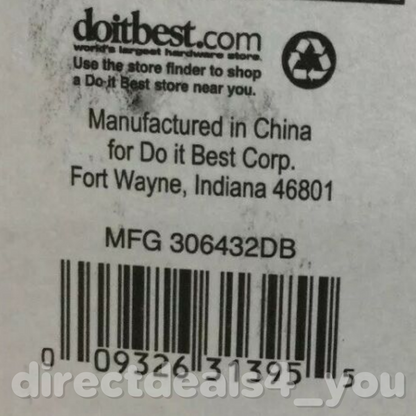 doitbest.com
world's largest hardware store.
Use the store finder to shop
a Do it Best store near you.
Manufactured in China
for Do it Best Corp.
Fort Wayne, Indiana 46801
MFG 306432DB
0 09326 31395 5
directdeals4_you